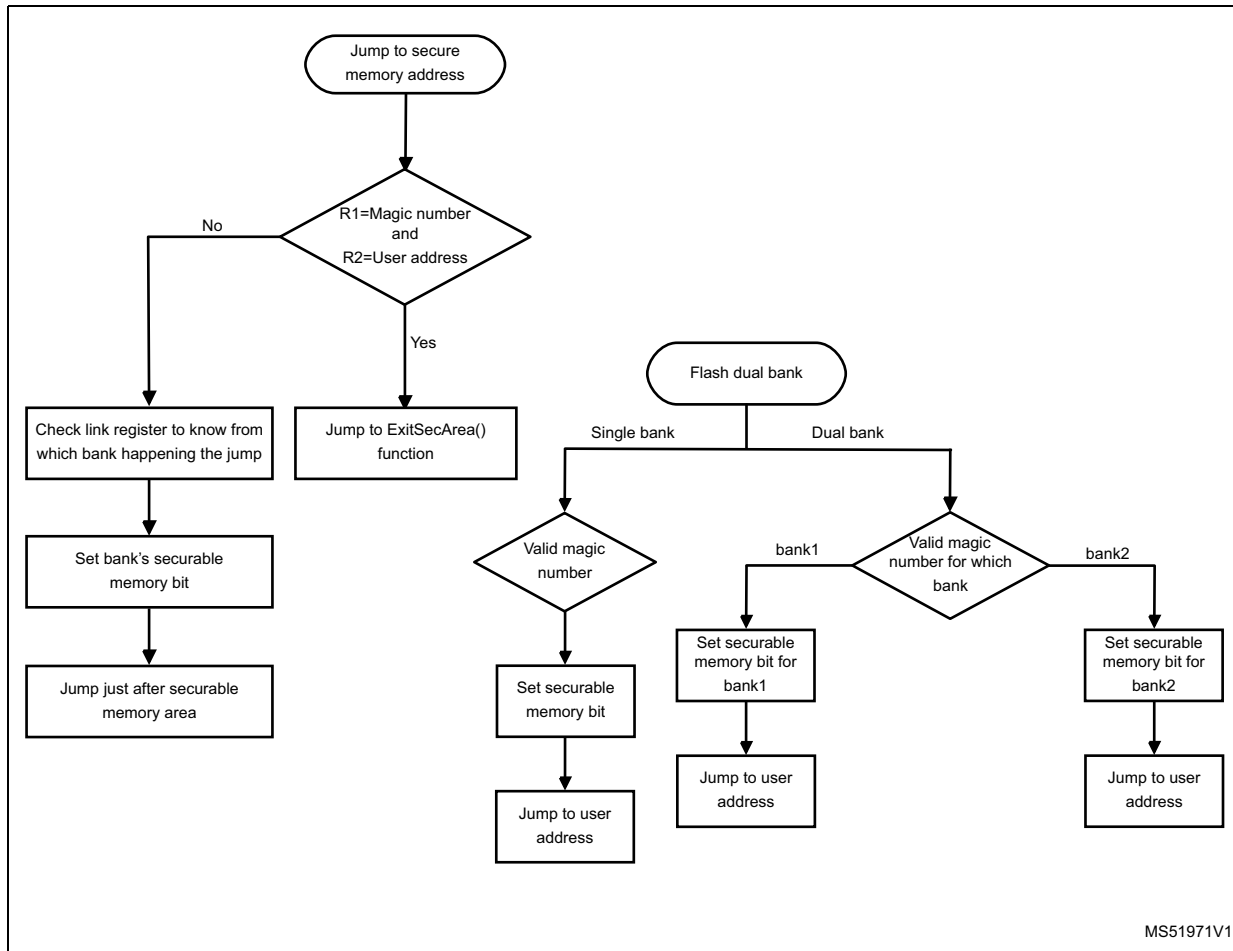 Jump to secure
memory address
R1=Magic number
and
R2=User address
No
Yes
Check link register to know from
which bank happening the jump
Jump to ExitSecArea()
function
Set bank's securable
memory bit
Jump just after securable
memory area
Flash dual bank
Single bank
Dual bank
Valid magic
number
Valid magic
number for which
bank
bank1
bank2
Set securable
memory bit
Set securable
memory bit for
bank1
Set securable
memory bit for
bank2
Jump to user
address
Jump to user
address
Jump to user
address
MS51971V1